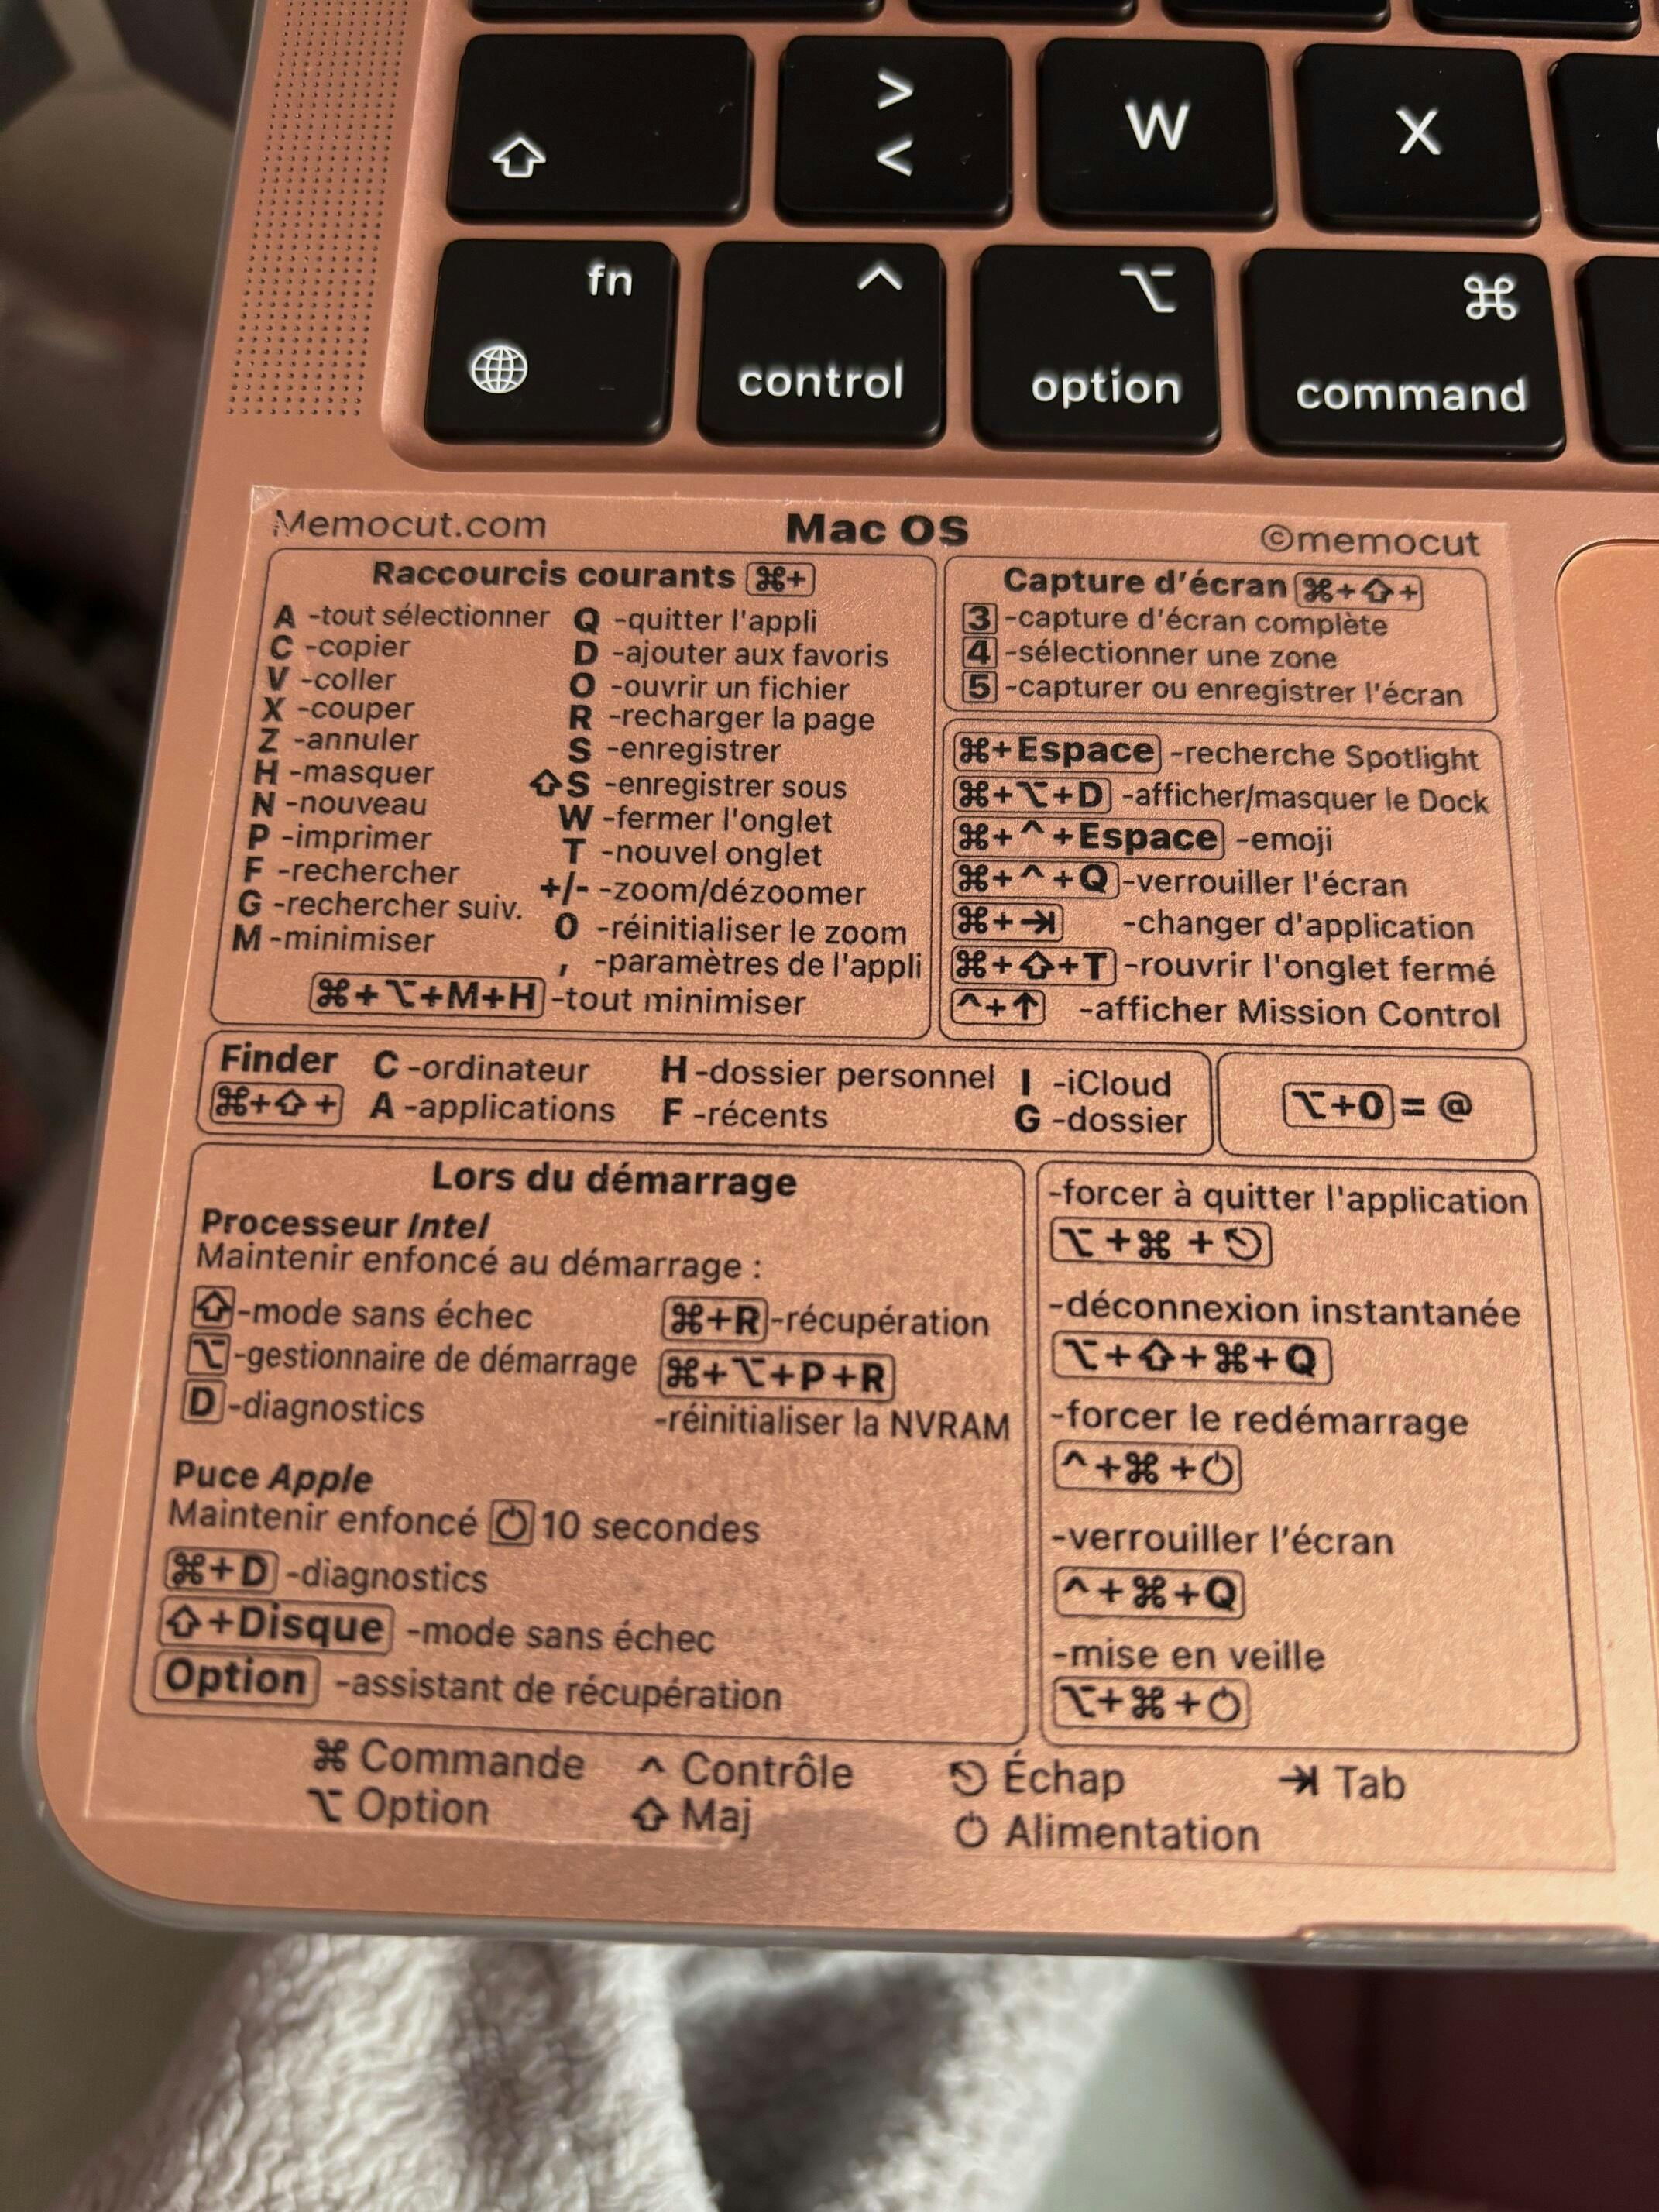 >
<
W
X
⇧
fn
^
⌥
⌘
control
option
command
Memocut.com
Mac OS
©memocut
Raccourcis courants ⌘+
A -tout sélectionner
C -copier
V -coller
X -couper
Z -annuler
H -masquer
N -nouveau
P -imprimer
F -rechercher
G -rechercher suiv.
M -minimiser
Q -quitter l'appli
D -ajouter aux favoris
O -ouvrir un fichier
R -recharger la page
S -enregistrer
⇧S -enregistrer sous
W -fermer l'onglet
T -nouvel onglet
+/- -zoom/dézoomer
0 -réinitialiser le zoom
, -paramètres de l'appli
⌘+⌥+M+H -tout minimiser
Capture d'écran ⌘+⇧+
3 -capture d'écran complète
4 -sélectionner une zone
5 -capturer ou enregistrer l'écran
⌘+Espace -recherche Spotlight
⌘+⌥+D -afficher/masquer le Dock
⌘+^+Espace -emoji
⌘+^+Q -verrouiller l'écran
⌘+⇥ -changer d'application
⌘+⇧+T -rouvrir l'onglet fermé
^+↑ -afficher Mission Control
Finder C -ordinateur H -dossier personnel I -iCloud
⌘+⇧+ A -applications F -récents G -dossier
⌥+0 = @
Lors du démarrage
Processeur Intel
Maintenir enfoncé au démarrage :
⇧ -mode sans échec
⌥ -gestionnaire de démarrage
D -diagnostics
⌘+R -récupération
⌘+⌥+P+R
-réinitialiser la NVRAM
Puce Apple
Maintenir enfoncé ⏻ 10 secondes
⌘+D -diagnostics
⇧+Disque -mode sans échec
Option -assistant de récupération
-forcer à quitter l'application
⌥+⌘+⎋
-déconnexion instantanée
⌥+⇧+⌘+Q
-forcer le redémarrage
^+⌘+⏻
-verrouiller l'écran
^+⌘+Q
-mise en veille
⌥+⌘+⏻
⌘ Commande ^ Contrôle ⎋ Échap ⇥ Tab
⌥ Option ⇧ Maj ⏻ Alimentation